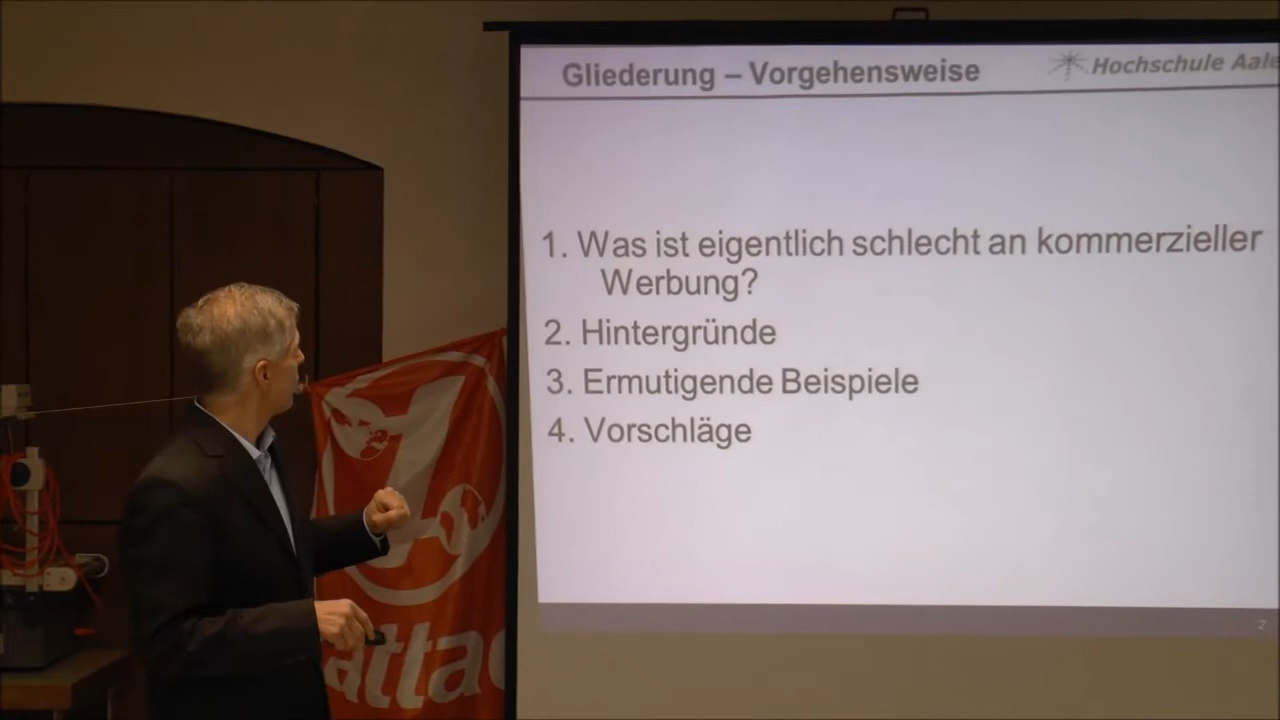 Gliederung – Vorgehensweise
Hochschule Aale
1. Was ist eigentlich schlecht an kommerzieller
Werbung?
2. Hintergründe
3. Ermutigende Beispiele
4. Vorschläge
2
attac